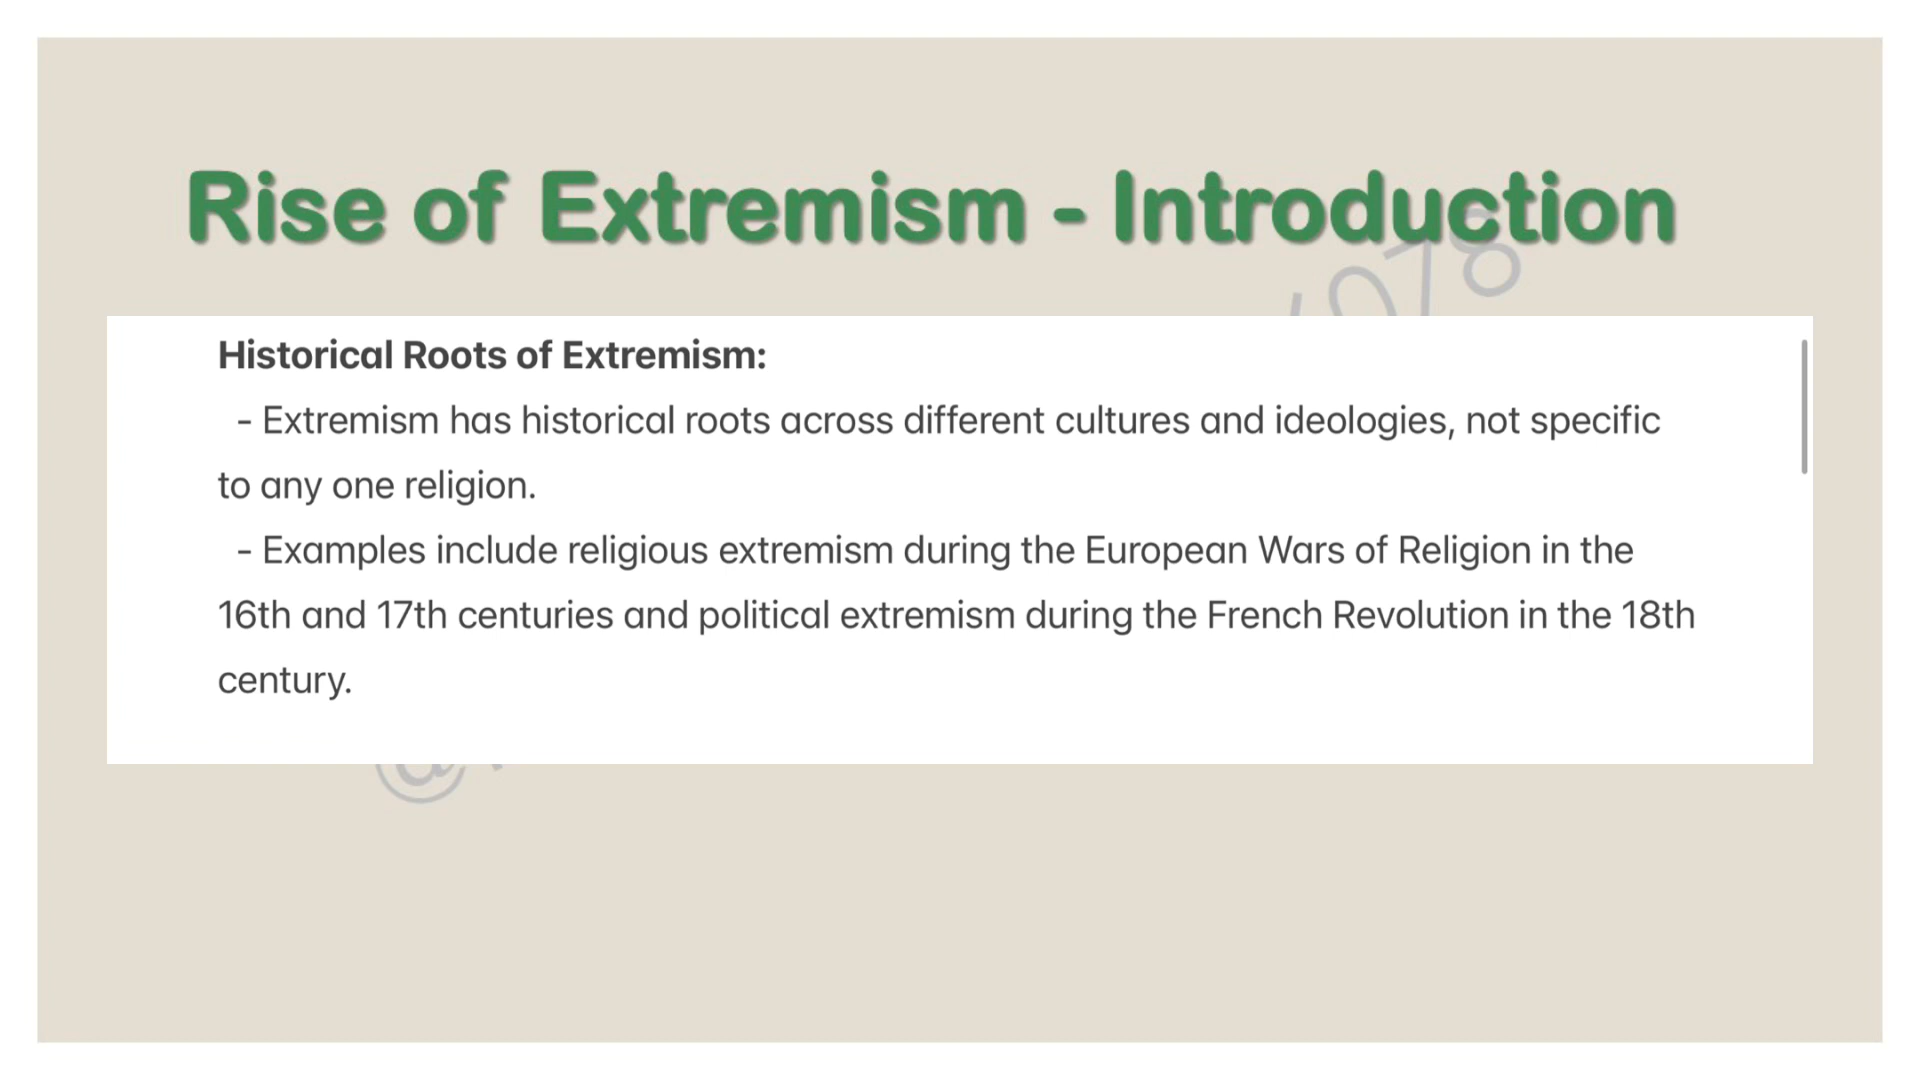 Rise of Extremism - Introduction
078
Historical Roots of Extremism:
- Extremism has historical roots across different cultures and ideologies, not specific
to any one religion.
- Examples include religious extremism during the European Wars of Religion in the
16th and 17th centuries and political extremism during the French Revolution in the 18th
century.
@